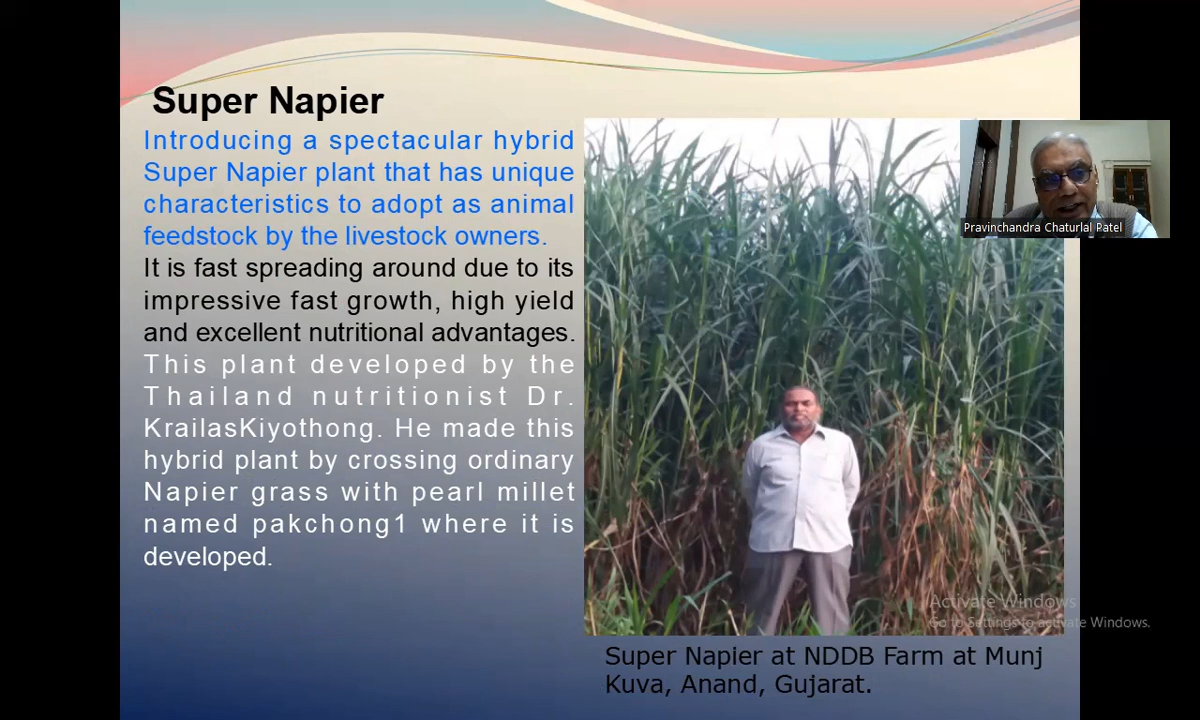 Super Napier
Introducing a spectacular hybrid
Super Napier plant that has unique
characteristics to adopt as animal
feedstock by the livestock owners.
It is fast spreading around due to its
impressive fast growth, high yield
and excellent nutritional advantages.
This plant developed by the
Thailand nutritionist Dr.
KrailasKiyothong. He made this
hybrid plant by crossing ordinary
Napier grass with pearl millet
named pakchong1 where it is
developed.
Pravinchandra Chaturlal Patel
Activate Windows
Go to Settings to activate Windows.
Super Napier at NDDB Farm at Munj
Kuva, Anand, Gujarat.